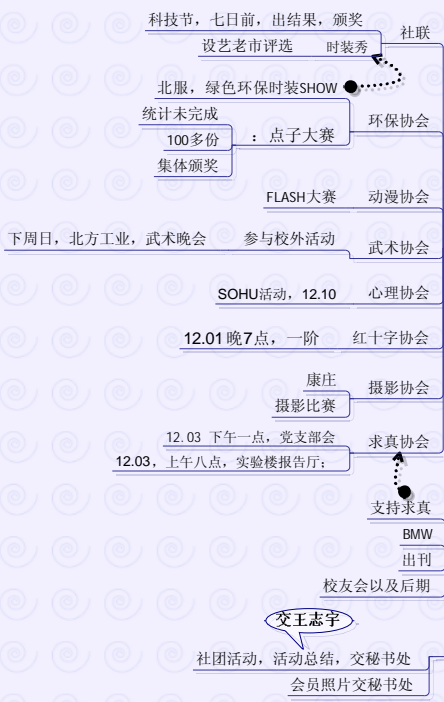 科技节，七日前，出结果，颁奖
社联
设艺老市评选 时装秀
北服，绿色环保时装SHOW
环保协会
统计未完成
100多份
：点子大赛
集体颁奖
FLASH大赛 动漫协会
下周日，北方工业，武术晚会 参与校外活动 武术协会
SOHU活动，12.10 心理协会
12.01 晚7点，一阶 红十字协会
康庄
摄影协会
摄影比赛
12.03 下午一点，党支部会
求真协会
12.03，上午八点，实验楼报告厅；
支持求真
BMW
出刊
校友会以及后期
交王志宇
社团活动，活动总结，交秘书处
会员照片交秘书处